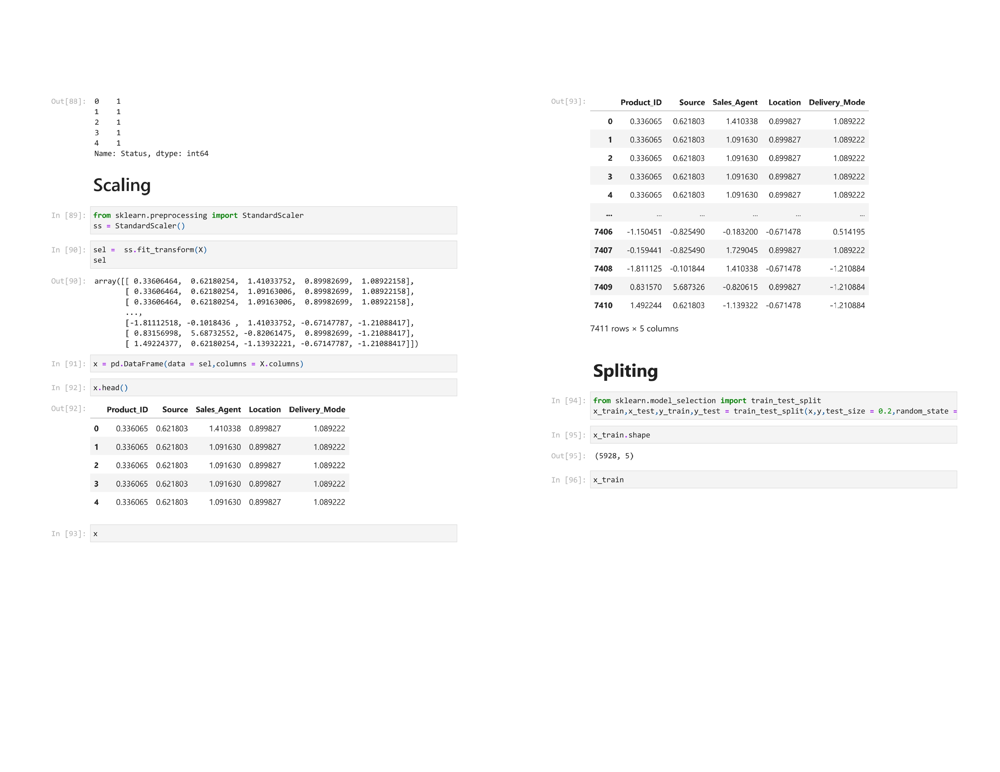 Out[88]: 0    1
1    1
2    1
3    1
4    1
Name: Status, dtype: int64
Scaling
In [89]: from sklearn.preprocessing import StandardScaler
ss = StandardScaler()
In [90]: sel =  ss.fit_transform(X)
sel
Out[90]: array([[ 0.33606464,  0.62180254,  1.41033752,  0.89982699,  1.08922158],
[ 0.33606464,  0.62180254,  1.09163006,  0.89982699,  1.08922158],
[ 0.33606464,  0.62180254,  1.09163006,  0.89982699,  1.08922158],
...,
[-1.81112518, -0.1018436 ,  1.41033752, -0.67147787, -1.21088417],
[ 0.83156998,  5.68732552, -0.82061475,  0.89982699, -1.21088417],
[ 1.49224377,  0.62180254, -1.13932221, -0.67147787, -1.21088417]])
In [91]: x = pd.DataFrame(data = sel,columns = X.columns)
In [92]: x.head()
Out[92]: Product_ID Source Sales_Agent Location Delivery_Mode
0 0.336065 0.621803 1.410338 0.899827 1.089222
1 0.336065 0.621803 1.091630 0.899827 1.089222
2 0.336065 0.621803 1.091630 0.899827 1.089222
3 0.336065 0.621803 1.091630 0.899827 1.089222
4 0.336065 0.621803 1.091630 0.899827 1.089222
In [93]: x
Out[93]: Product_ID Source Sales_Agent Location Delivery_Mode
0 0.336065 0.621803 1.410338 0.899827 1.089222
1 0.336065 0.621803 1.091630 0.899827 1.089222
2 0.336065 0.621803 1.091630 0.899827 1.089222
3 0.336065 0.621803 1.091630 0.899827 1.089222
4 0.336065 0.621803 1.091630 0.899827 1.089222
... ... ... ... ... ...
7406 -1.150451 -0.825490 -0.183200 -0.671478 0.514195
7407 -0.159441 -0.825490 1.729045 0.899827 1.089222
7408 -1.811125 -0.101844 1.410338 -0.671478 -1.210884
7409 0.831570 5.687326 -0.820615 0.899827 -1.210884
7410 1.492244 0.621803 -1.139322 -0.671478 -1.210884
7411 rows × 5 columns
Spliting
In [94]: from sklearn.model_selection import train_test_split
x_train,x_test,y_train,y_test = train_test_split(x,y,test_size = 0.2,random_state =
In [95]: x_train.shape
Out[95]: (5928, 5)
In [96]: x_train